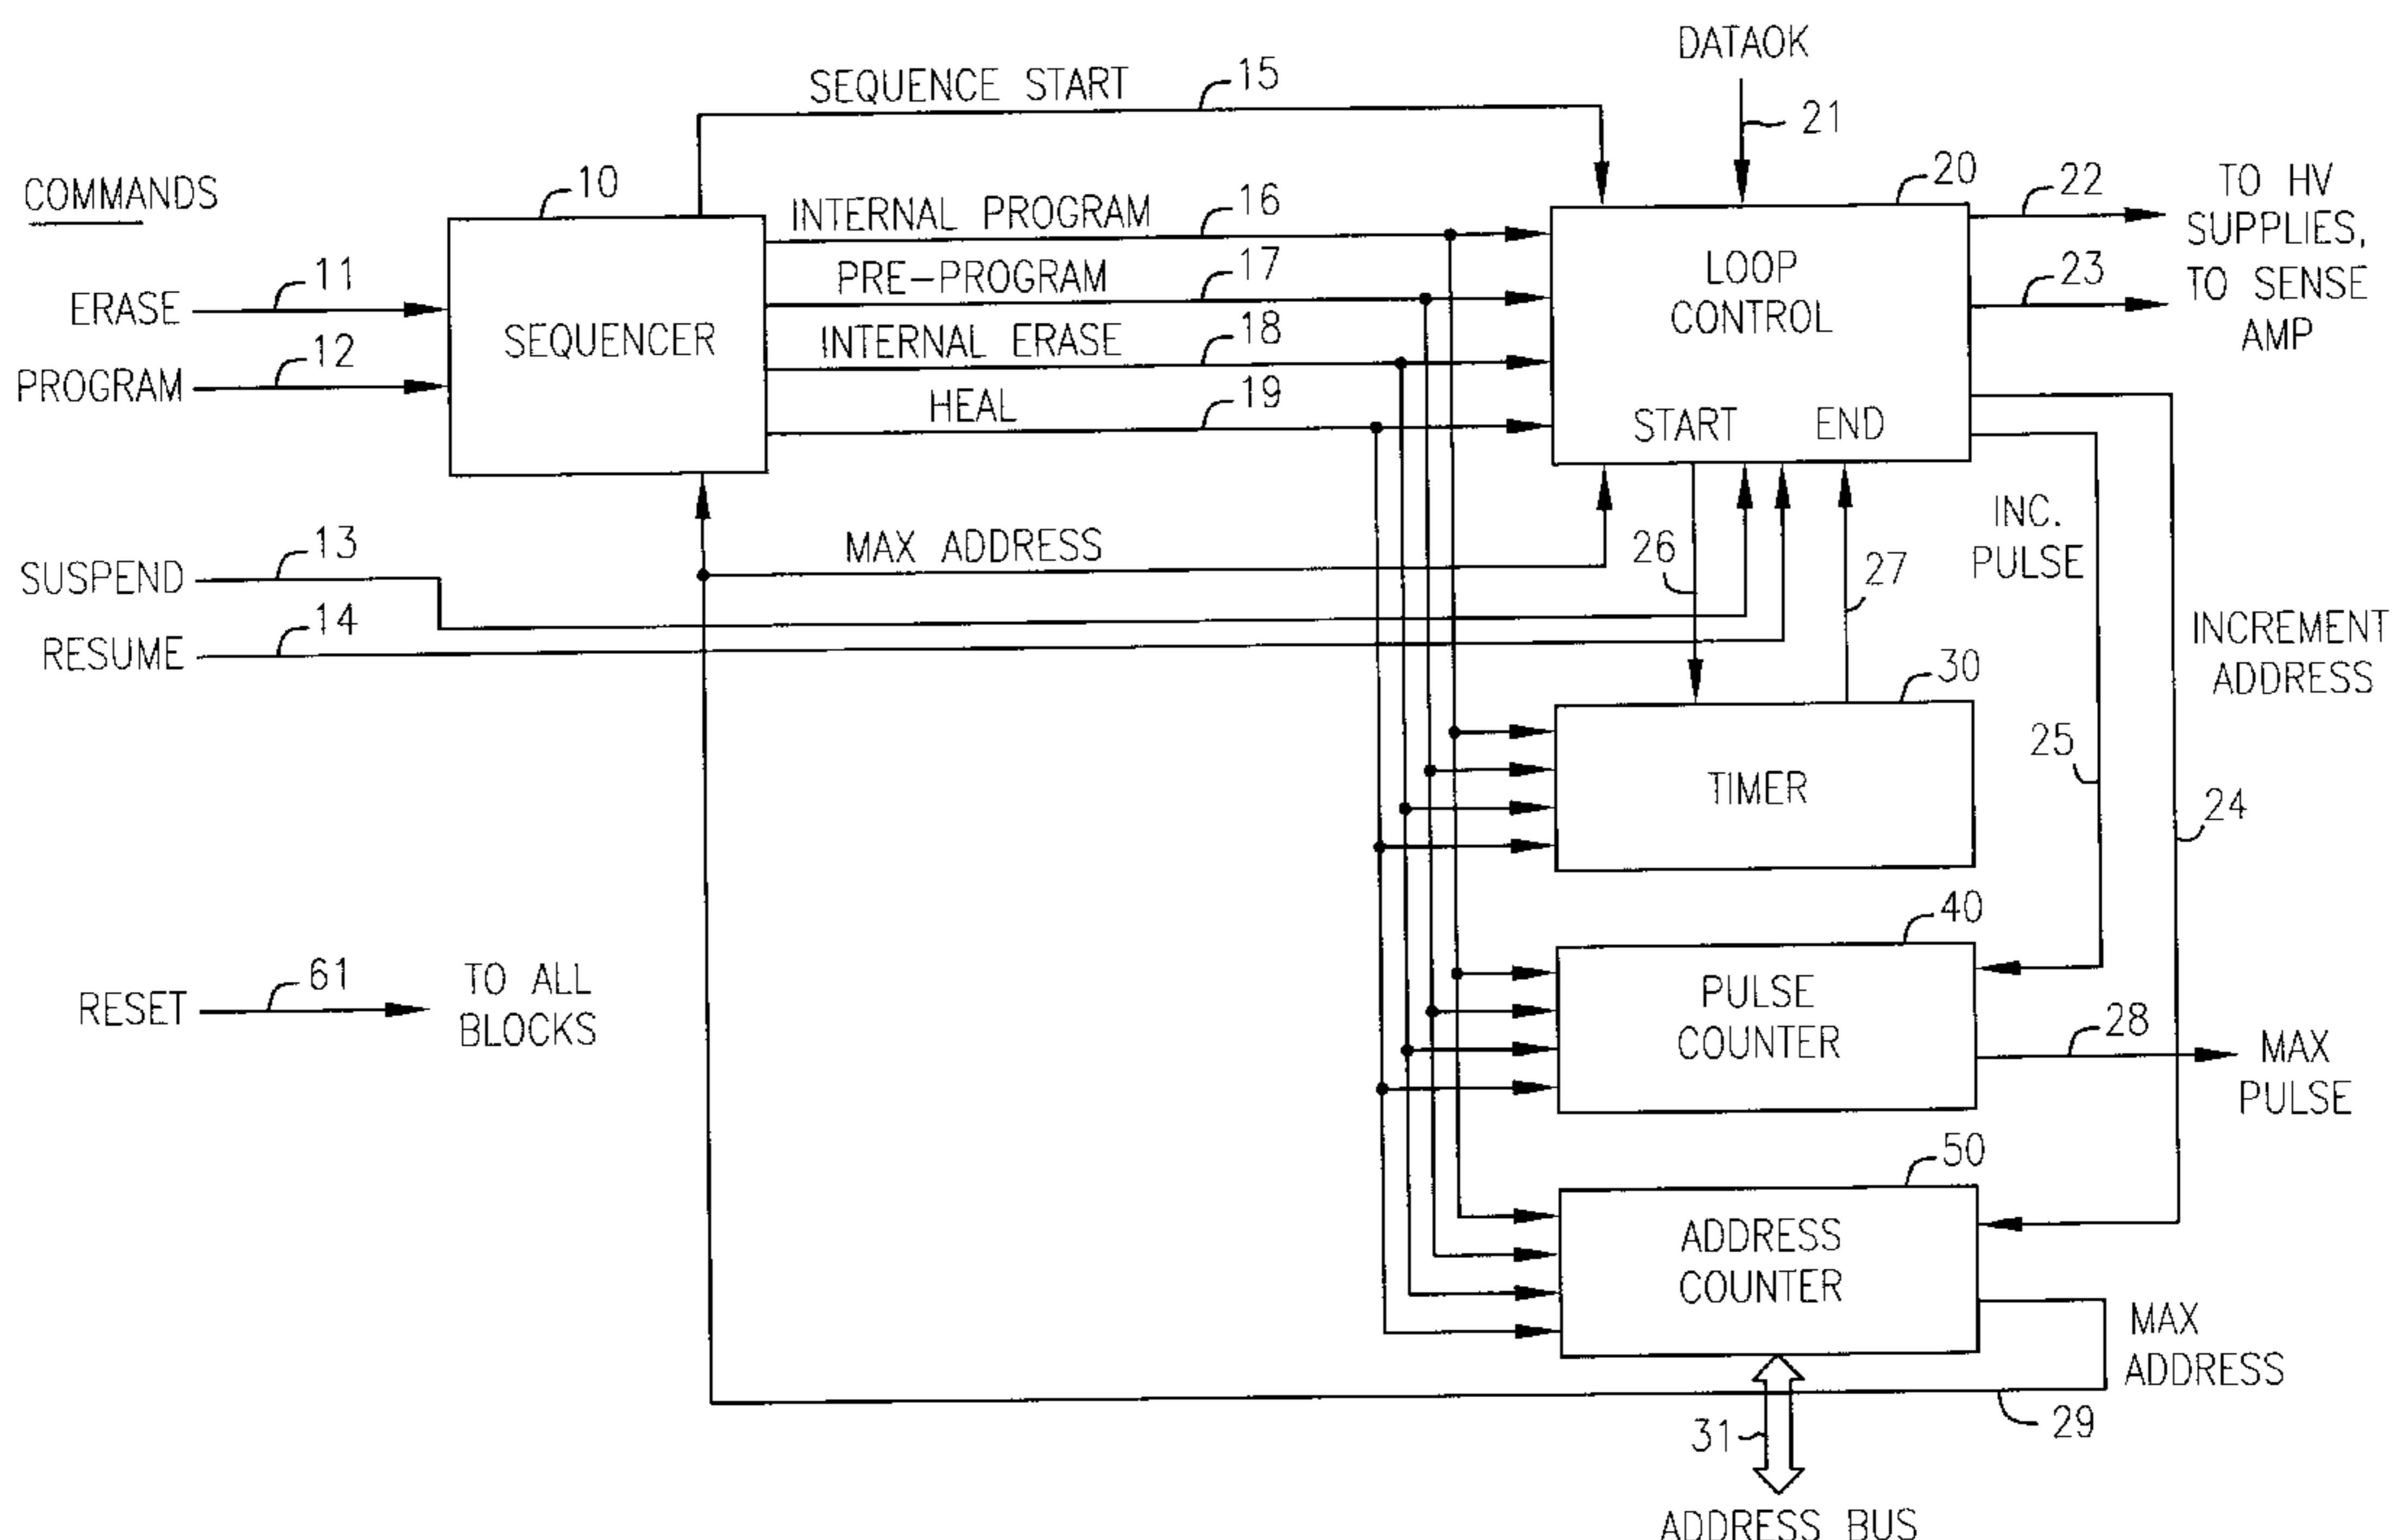 DATAOK
SEQUENCE START
15
21
COMMANDS
10
INTERNAL PROGRAM
16
20
22
TO HV
SUPPLIES,
PRE-PROGRAM
17
LOOP
CONTROL
23
TO SENSE
AMP
ERASE
11
SEQUENCER
INTERNAL ERASE
18
PROGRAM
12
HEAL
19
START
END
SUSPEND
13
MAX ADDRESS
26
27
INC.
PULSE
RESUME
14
INCREMENT
ADDRESS
30
TIMER
25
24
40
RESET
61
TO ALL
BLOCKS
PULSE
COUNTER
28
MAX
PULSE
50
ADDRESS
COUNTER
MAX
ADDRESS
31
29
ADDRESS BUS